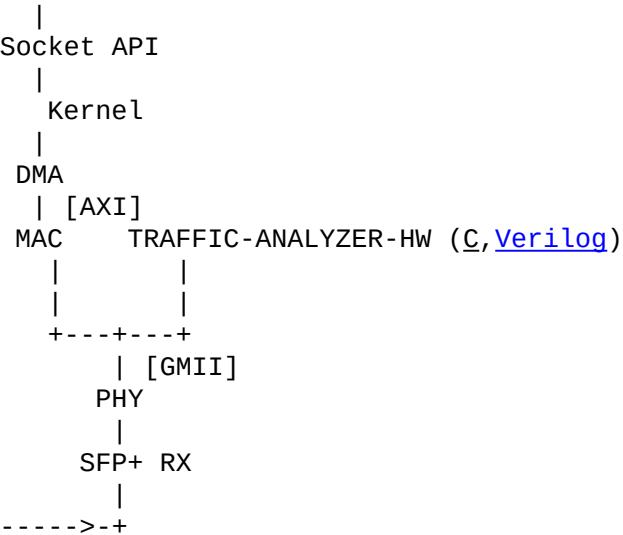 |
Socket API
  |
   Kernel
  |
 DMA
  | [AXI]
 MAC    TRAFFIC-ANALYZER-HW (C,Verilog)
   |       |
   |       |
   +---+---+
       | [GMII]
      PHY
       |
     SFP+ RX
       |
----->-+